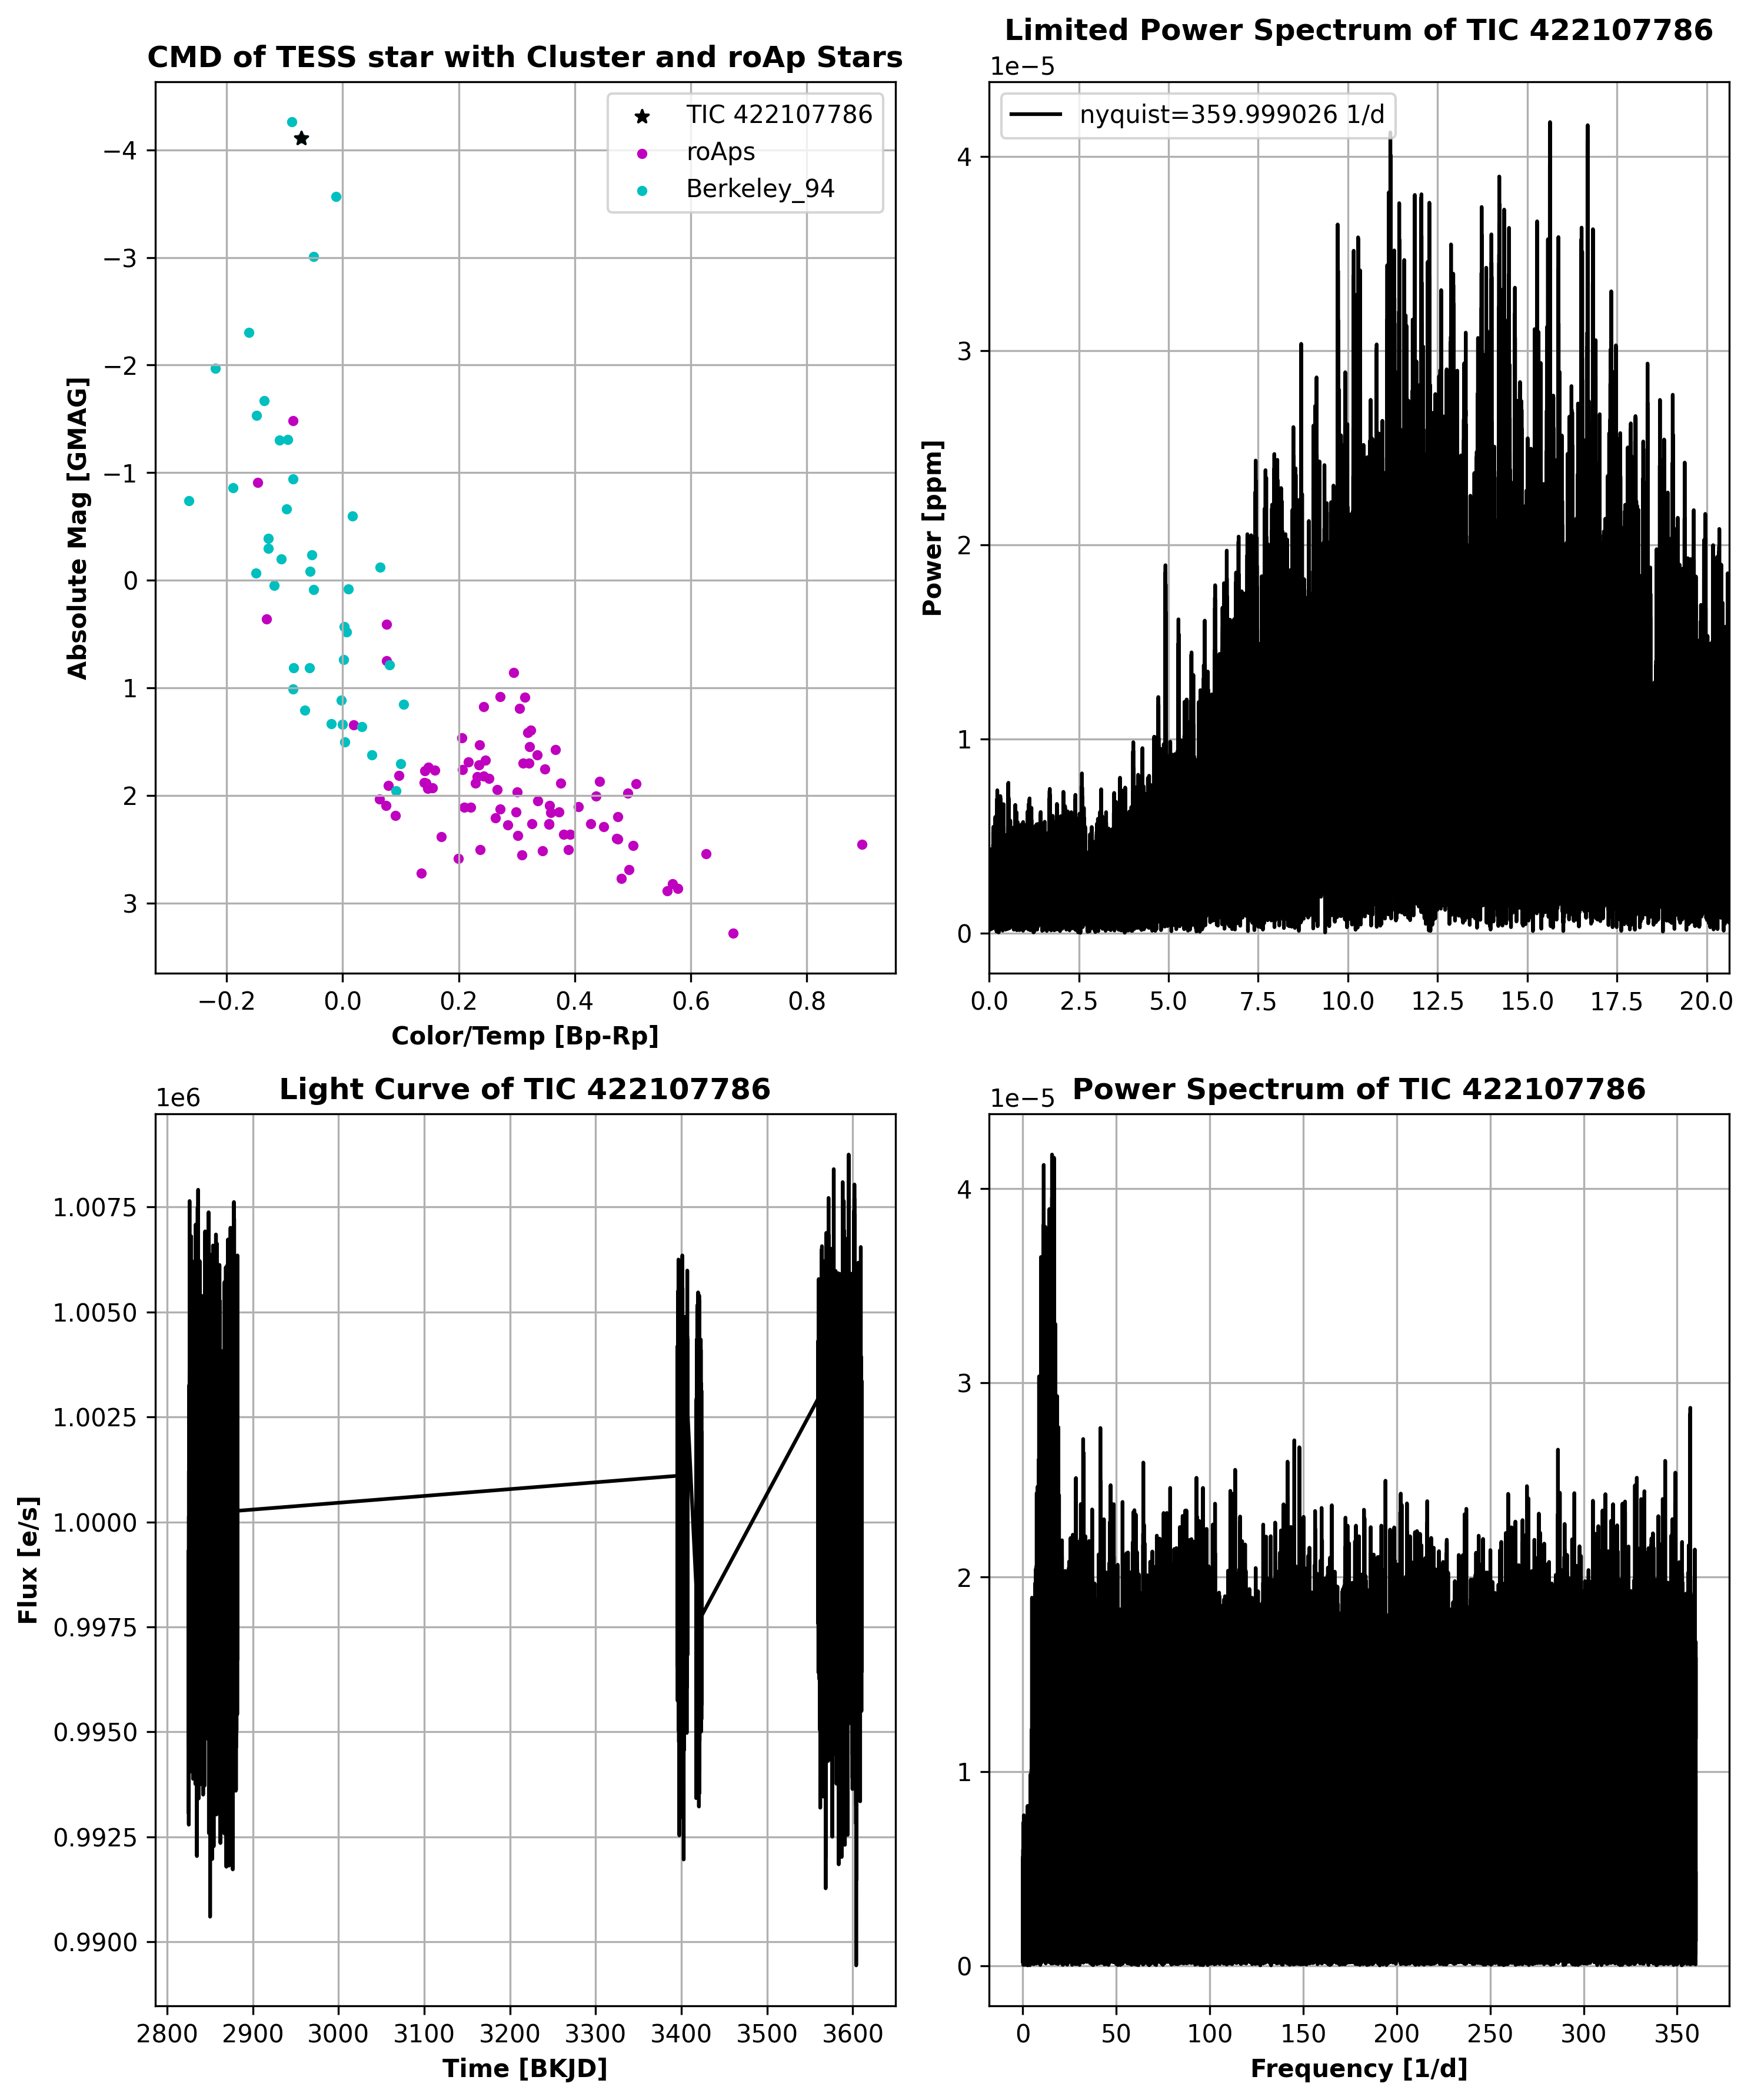 CMD of TESS star with Cluster and roAp Stars
TIC 422107786
roAps
Berkeley_94
Absolute Mag [GMAG]
−4
−3
−2
−1
0
1
2
3
−0.2 0.0 0.2 0.4 0.6 0.8
Color/Temp [Bp-Rp]
Limited Power Spectrum of TIC 422107786
1e−5
nyquist=359.999026 1/d
Power [ppm]
4
3
2
1
0
0.0 2.5 5.0 7.5 10.0 12.5 15.0 17.5 20.0
Light Curve of TIC 422107786
1e6
Flux [e/s]
1.0075
1.0050
1.0025
1.0000
0.9975
0.9950
0.9925
0.9900
2800 2900 3000 3100 3200 3300 3400 3500 3600
Time [BKJD]
Power Spectrum of TIC 422107786
1e−5
4
3
2
1
0
0 50 100 150 200 250 300 350
Frequency [1/d]